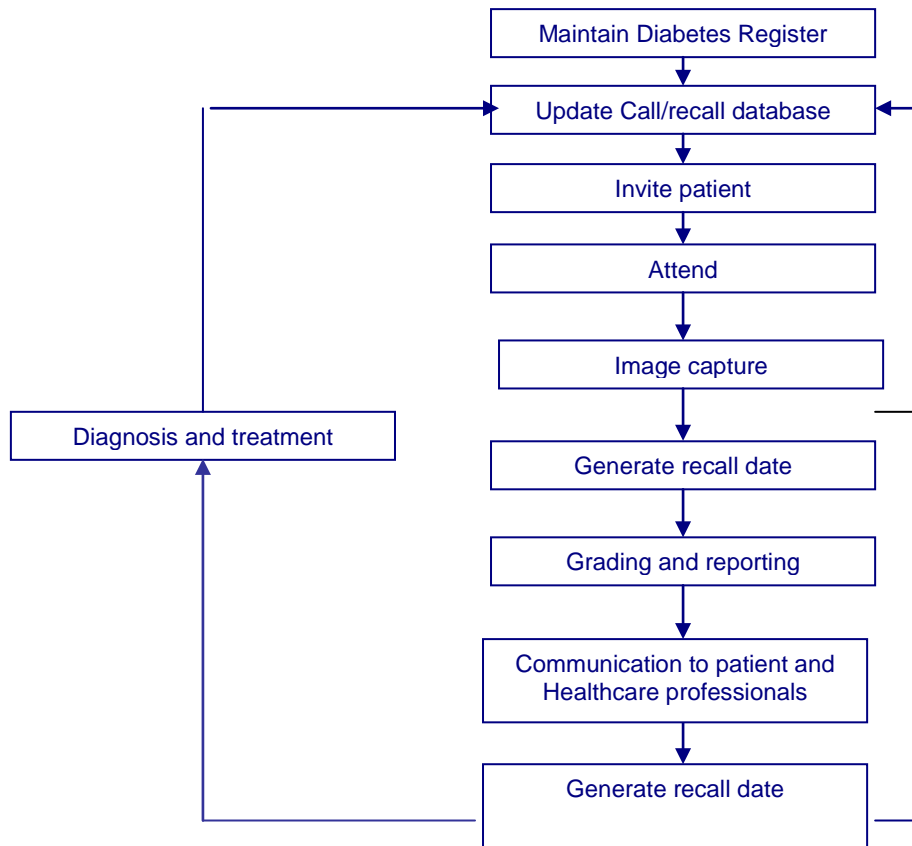 Maintain Diabetes Register
Update Call/recall database
Invite patient
Attend
Image capture
Diagnosis and treatment
Generate recall date
Grading and reporting
Communication to patient and
Healthcare professionals
Generate recall date